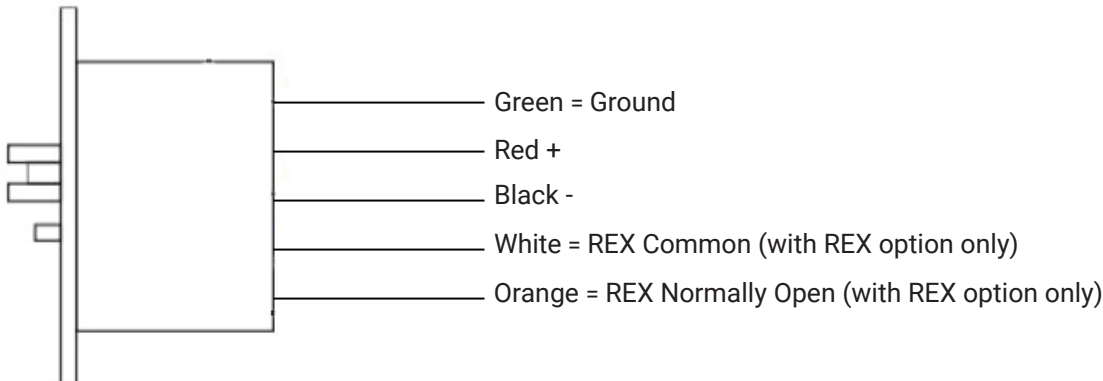 Green = Ground
Red +
Black -
White = REX Common (with REX option only)
Orange = REX Normally Open (with REX option only)